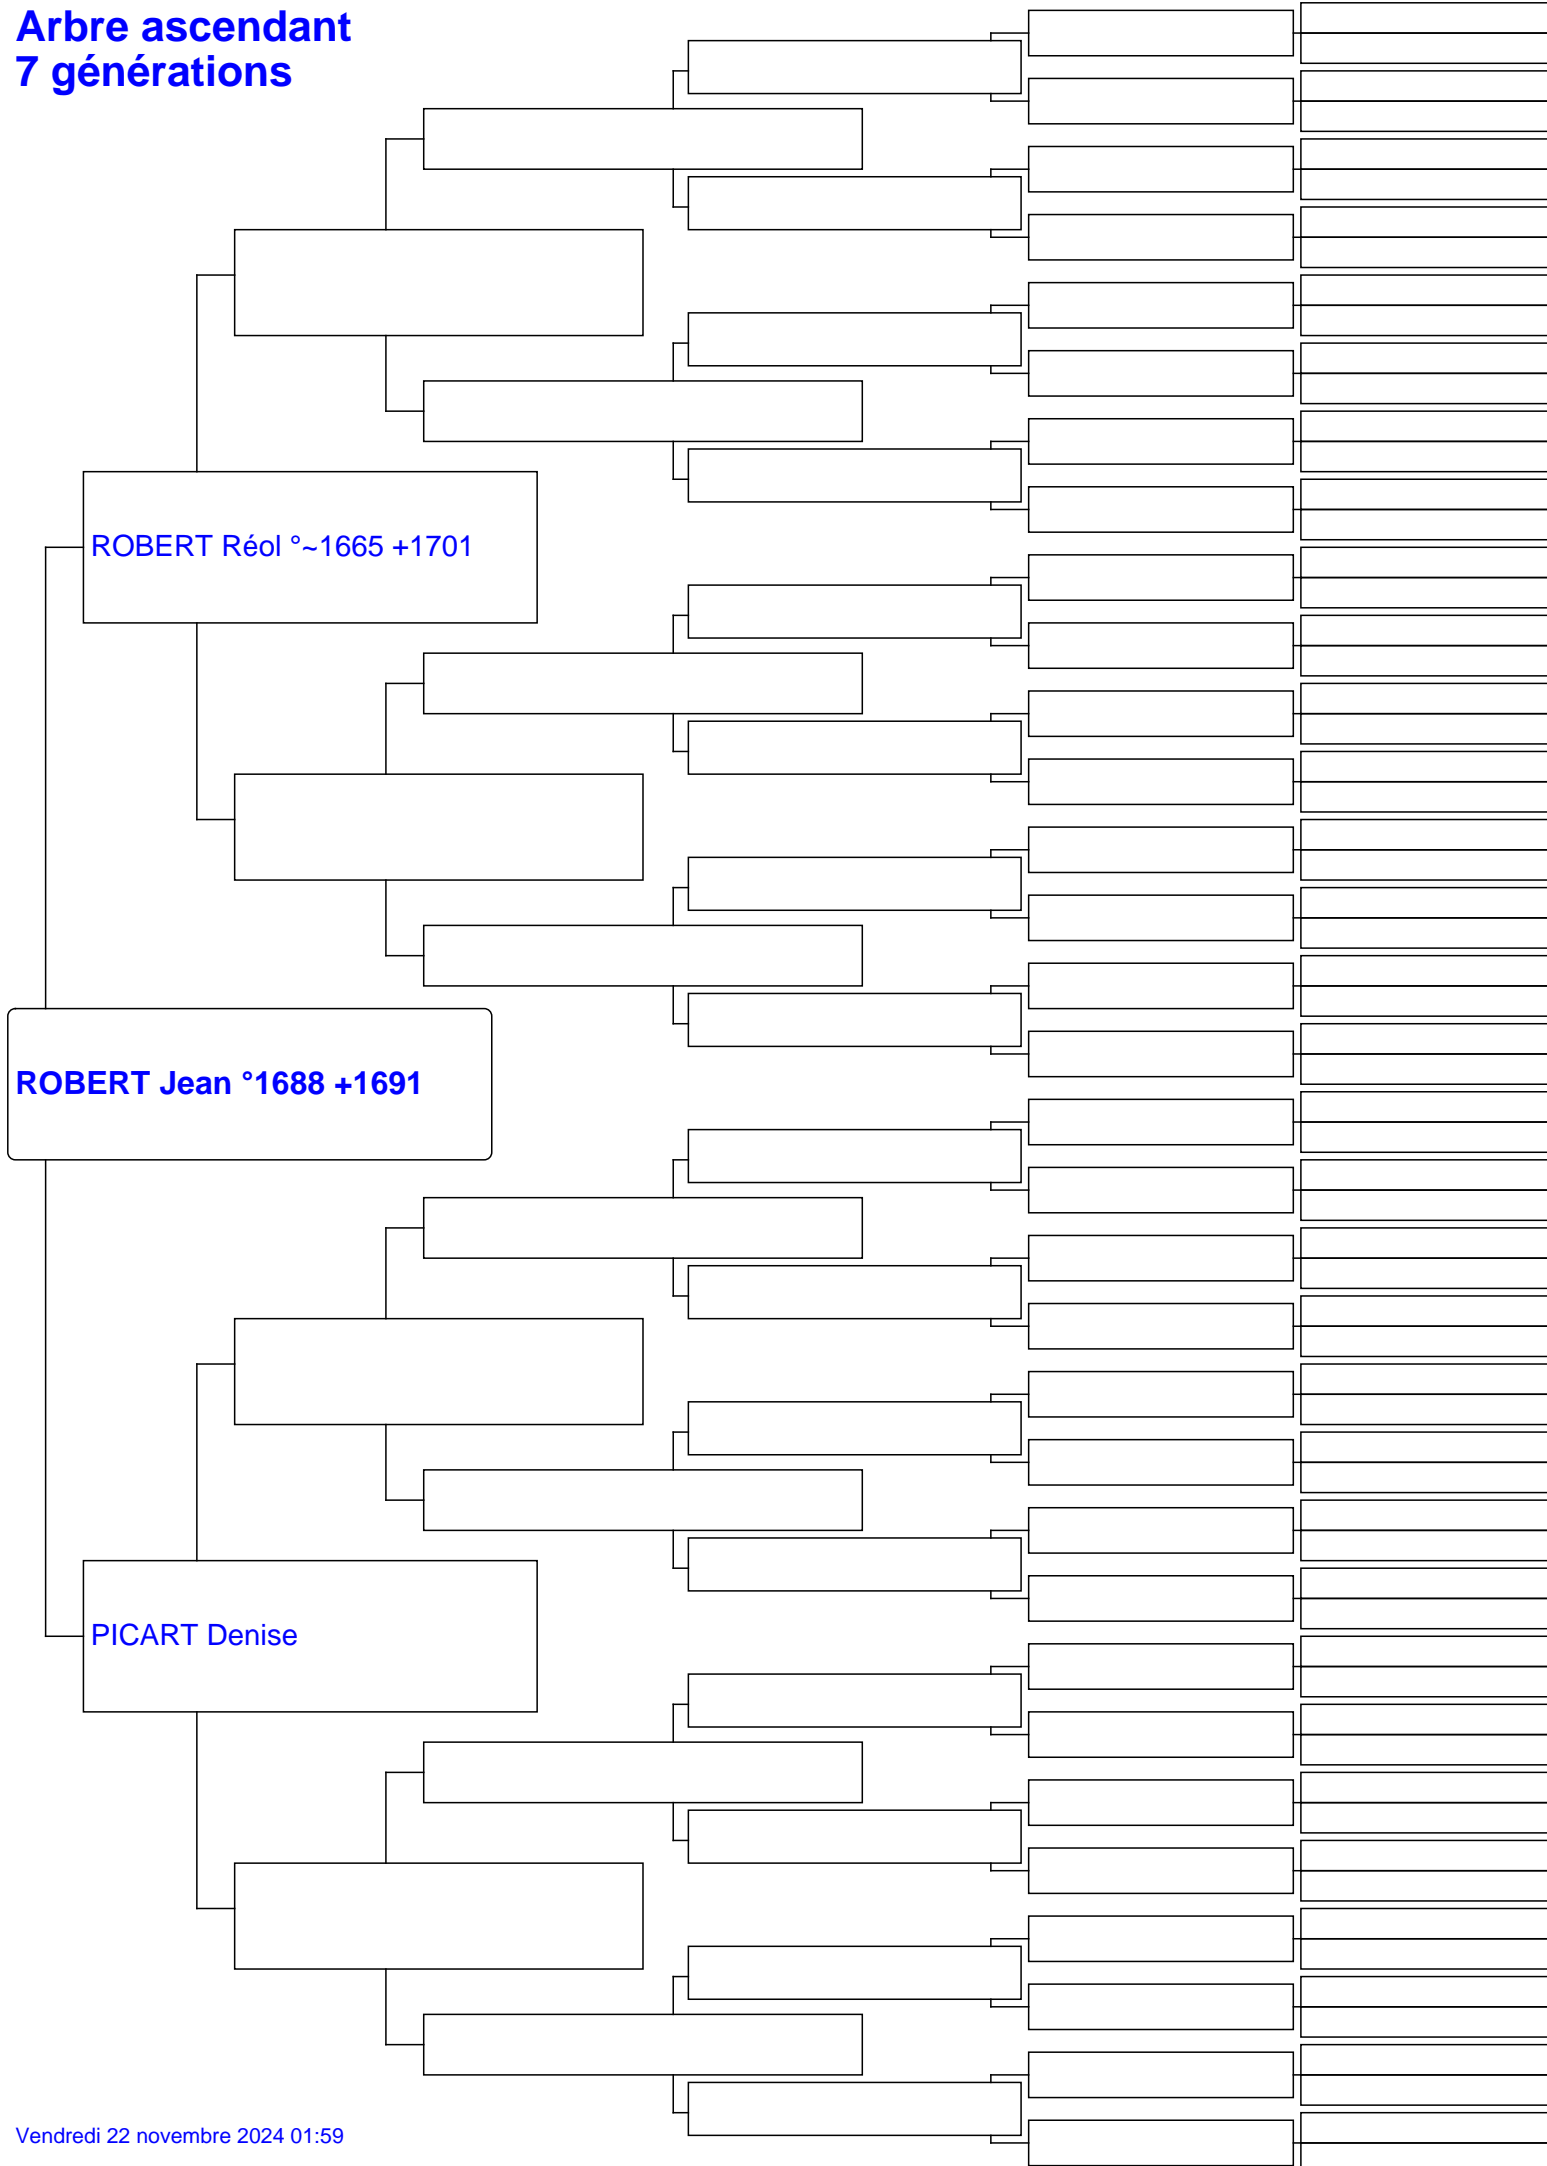 Arbre ascendant
7 générations
ROBERT Réol °~1665 +1701
ROBERT Jean °1688 +1691
PICART Denise
Vendredi 22 novembre 2024 01:59